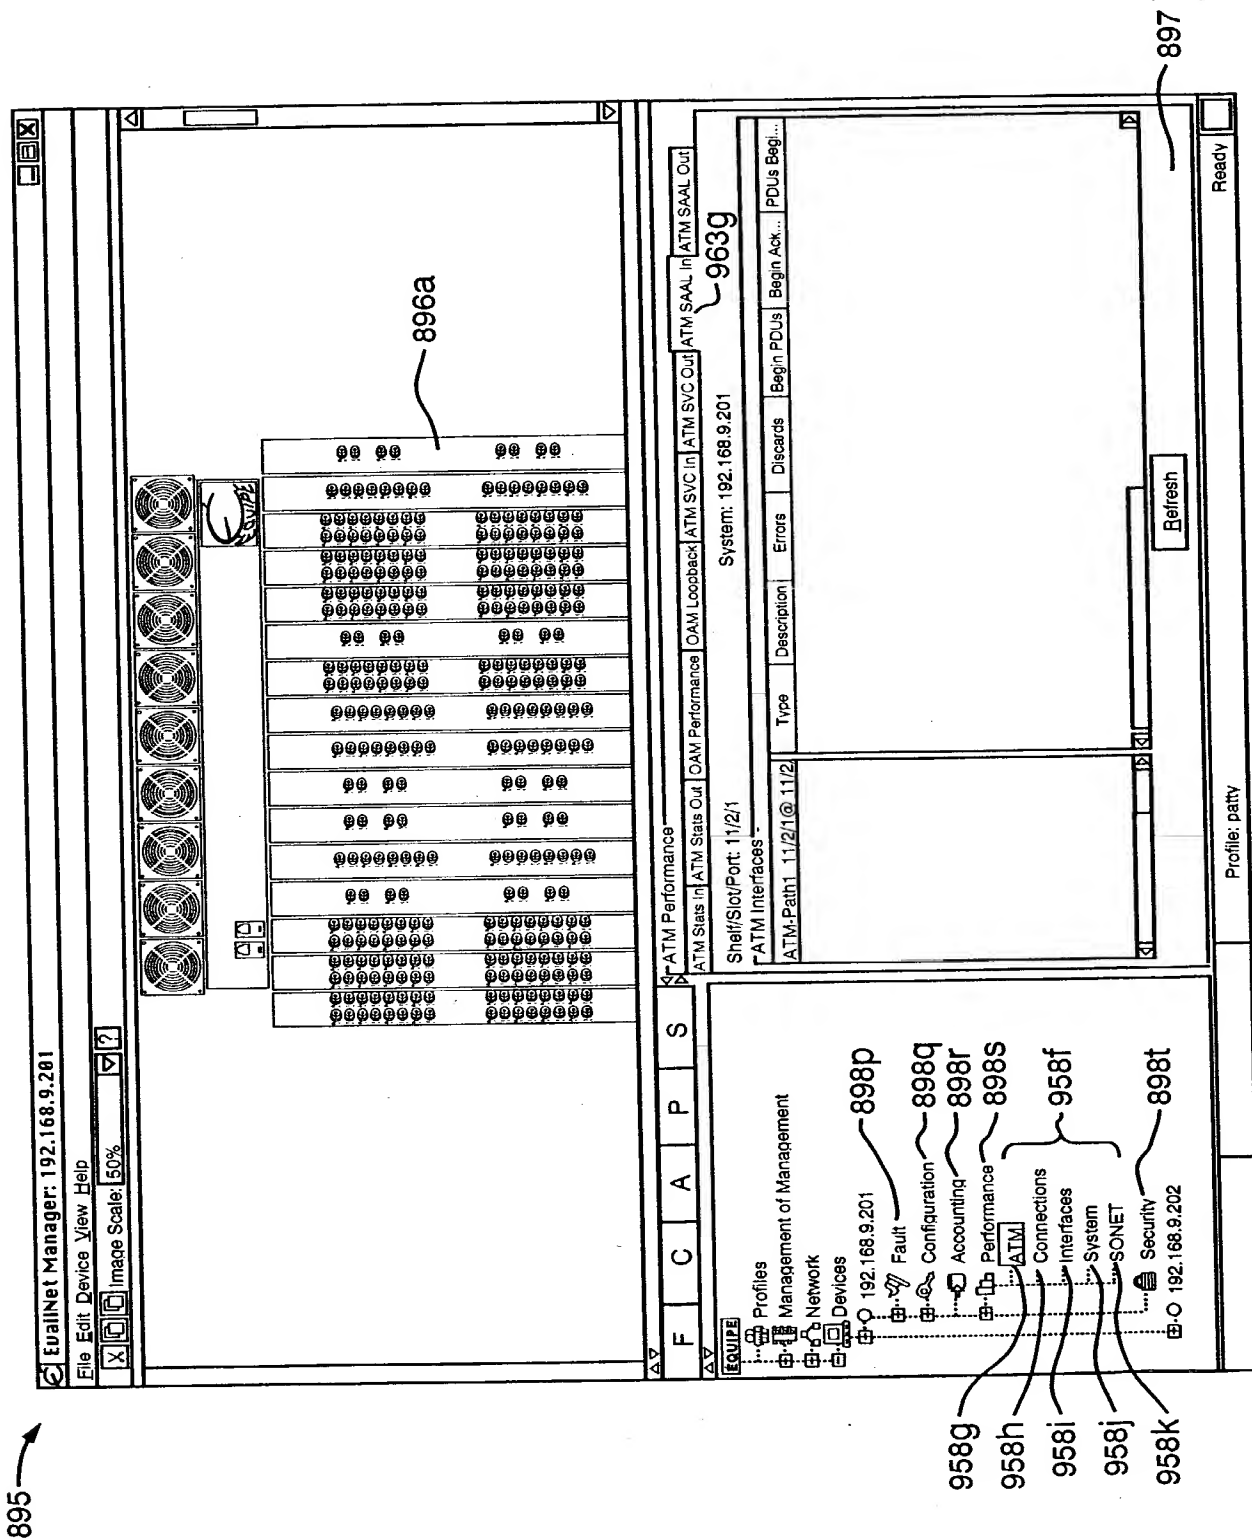 895
EuallNet Manager: 192.168.9.201
File Edit Device View Help
Image Scale: 50%
896a
F C A P S
EQUIPE
Profiles
Management of Management
Network
Devices
192.168.9.201
Fault
Configuration
Accounting
Performance
ATM
Connections
Interfaces
System
SONET
Security
192.168.9.202
898p
898q
898r
898s
958f
898t
958g
958h
958i
958j
958k
ATM Performance
ATM Stats In ATM Stats Out OAM Performance OAM Loopback ATM SVC In ATM SVC Out ATM SAAL In ATM SAAL Out
963g
Shelf/Slot/Port: 11/2/1 System: 192.168.9.201
ATM Interfaces
ATM-Path1 11/2/1@ 11/2/ Type Description Errors Discards Begin PDUs Begin Ack... PDUs Begi...
Refresh
897
Profile: patty
Ready